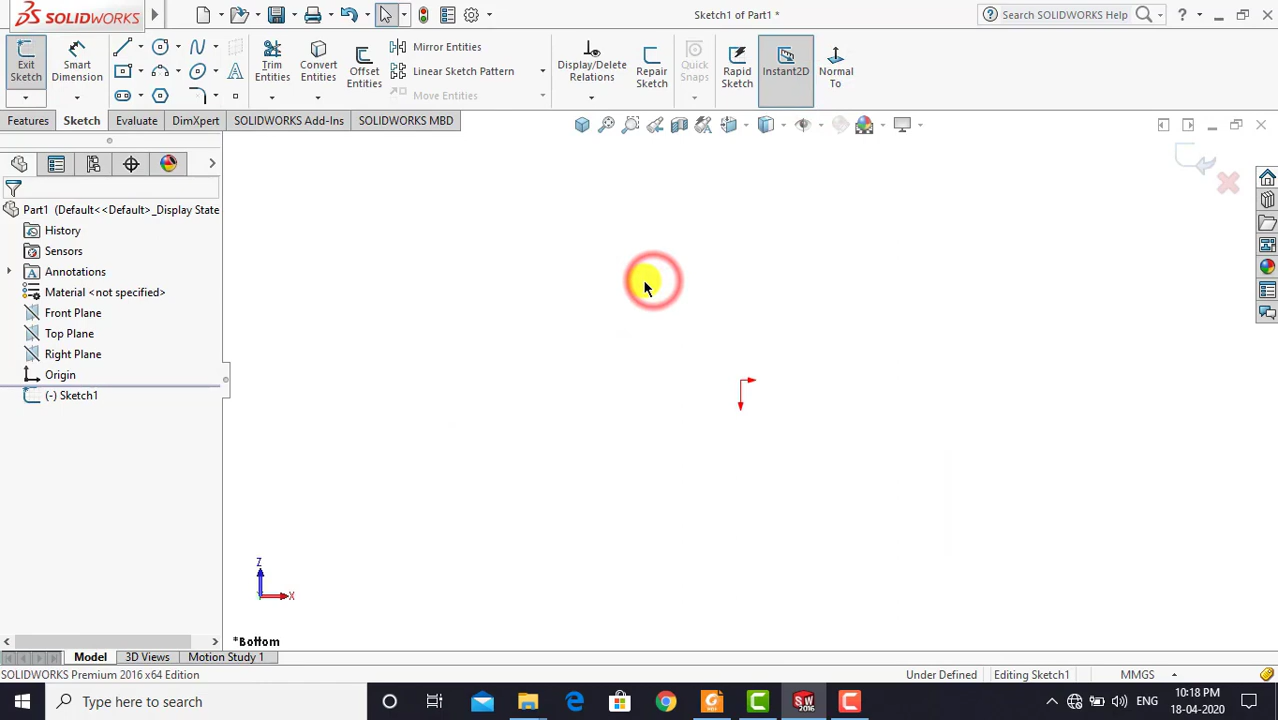 SOLIDWORKS
Sketch1 of Part1 *
Search SOLIDWORKS Help
Exit Sketch
Smart Dimension
Trim Entities
Convert Entities
Offset Entities
Mirror Entities
Linear Sketch Pattern
Move Entities
Display/Delete Relations
Repair Sketch
Quick Snaps
Rapid Sketch
Instant2D
Normal To
Features
Sketch
Evaluate
DimXpert
SOLIDWORKS Add-Ins
SOLIDWORKS MBD
Part1 (Default<<Default>_Display State
History
Sensors
Annotations
Material <not specified>
Front Plane
Top Plane
Right Plane
Origin
(-) Sketch1
Z
X
*Bottom
Model
3D Views
Motion Study 1
SOLIDWORKS Premium 2016 x64 Edition
Under Defined
Editing Sketch1
MMGS
Type here to search
ENG
10:18 PM
18-04-2020